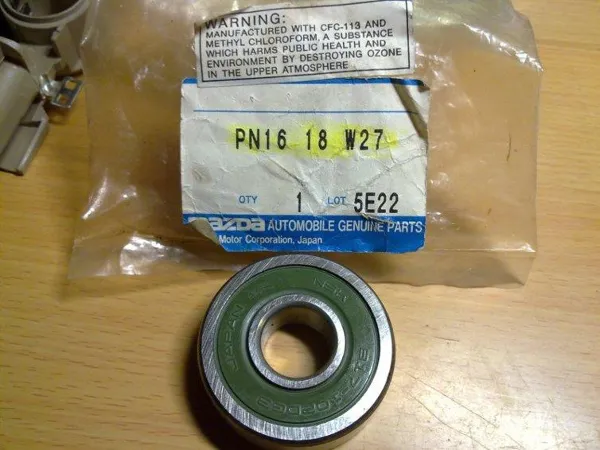 WARNING:
MANUFACTURED WITH CFC-113 AND
METHYL CHLOROFORM, A SUBSTANCE
WHICH HARMS PUBLIC HEALTH AND
ENVIRONMENT BY DESTROYING OZONE
IN THE UPPER ATMOSPHERE
PN16 18 W27
QTY 1 LOT 5E22
mazda AUTOMOBILE GENUINE PARTS
Motor Corporation, Japan